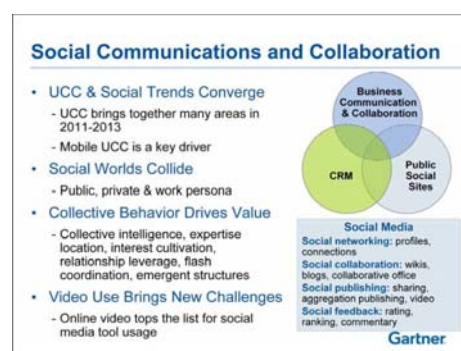 Social Communications and Collaboration
• UCC & Social Trends Converge
- UCC brings together many areas in
2011-2013
- Mobile UCC is a key driver
• Social Worlds Collide
- Public, private & work persona
• Collective Behavior Drives Value
- Collective intelligence, expertise
location, interest cultivation,
relationship leverage, flash
coordination, emergent structures
• Video Use Brings New Challenges
- Online video tops the list for social
media tool usage
Business
Communication
& Collaboration
CRM
Public
Social
Sites
Social Media
Social networking: profiles,
connections
Social collaboration: wikis,
blogs, collaborative office
Social publishing: sharing,
aggregation publishing, video
Social feedback: rating,
ranking, commentary
Gartner